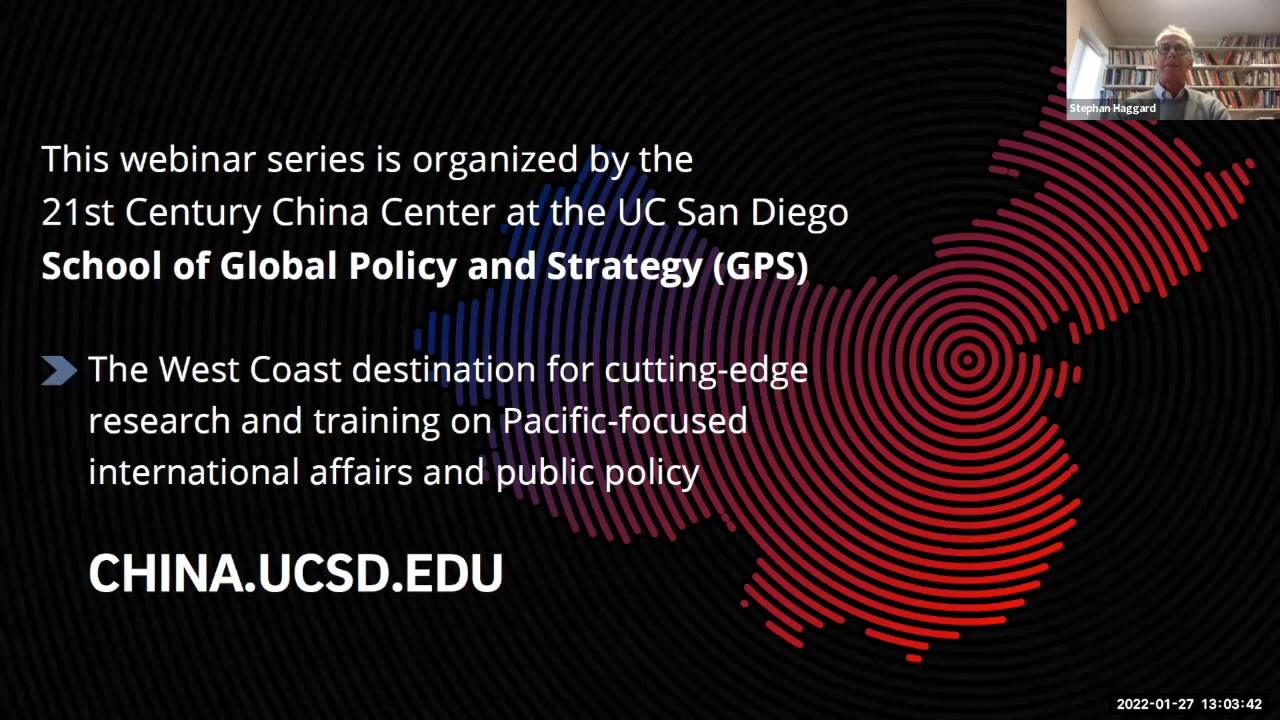 Stephan Haggard
This webinar series is organized by the
21st Century China Center at the UC San Diego
School of Global Policy and Strategy (GPS)
The West Coast destination for cutting-edge
research and training on Pacific-focused
international affairs and public policy
CHINA.UCSD.EDU
2022-01-27 13:03:42